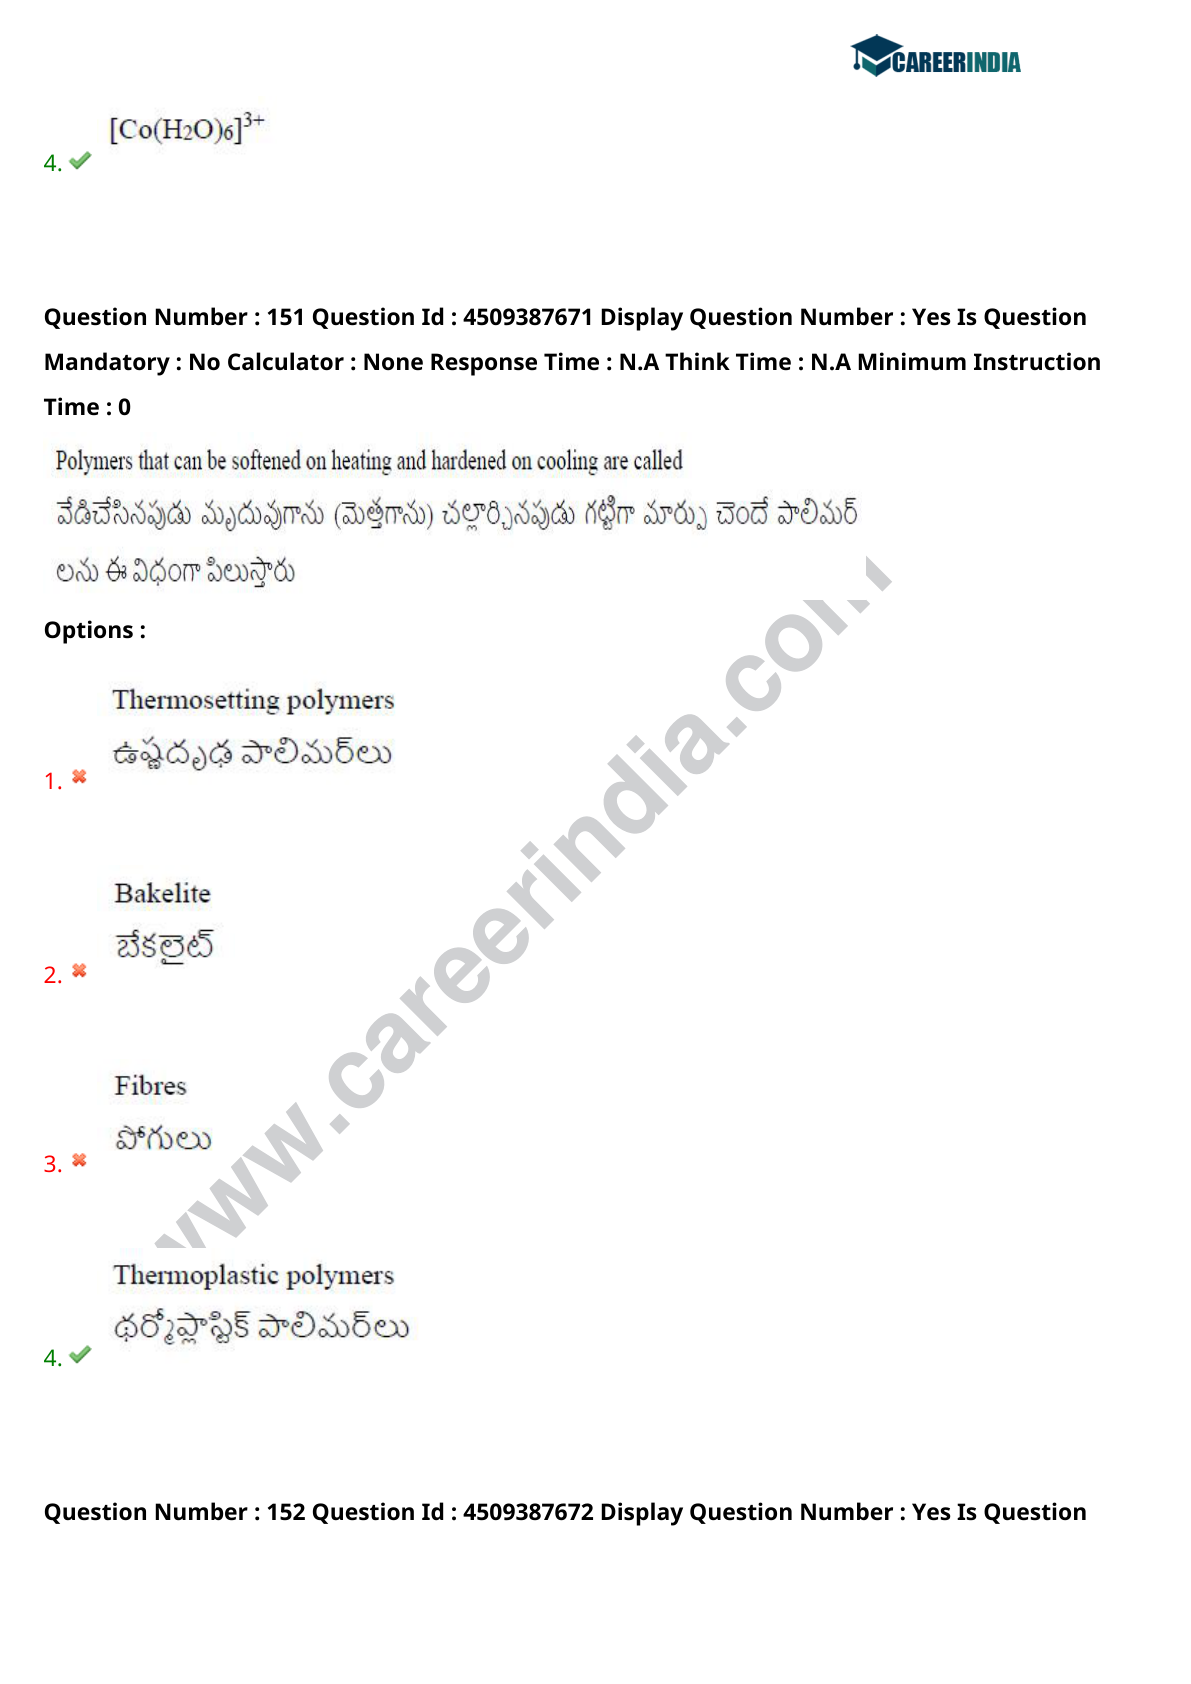 CAREERINDIA
[Co(H2O)6]3+
4.
Question Number : 151 Question Id : 4509387671 Display Question Number : Yes Is Question
Mandatory : No Calculator : None Response Time : N.A Think Time : N.A Minimum Instruction
Time : 0
Polymers that can be softened on heating and hardened on cooling are called
వేడిచేసినపుడు మృదువుగాను (మెత్తగాను) చల్లార్చినపుడు గట్టిగా మార్పు చెందే పాలిమర్
లను ఈ విధంగా పిలుస్తారు
Options :
Thermosetting polymers
ఉష్ణదృఢ పాలిమర్‌లు
1.
Bakelite
బేకలైట్
2.
Fibres
పోగులు
3.
Thermoplastic polymers
థర్మోప్లాస్టిక్ పాలిమర్‌లు
4.
www.careerindia.com
Question Number : 152 Question Id : 4509387672 Display Question Number : Yes Is Question